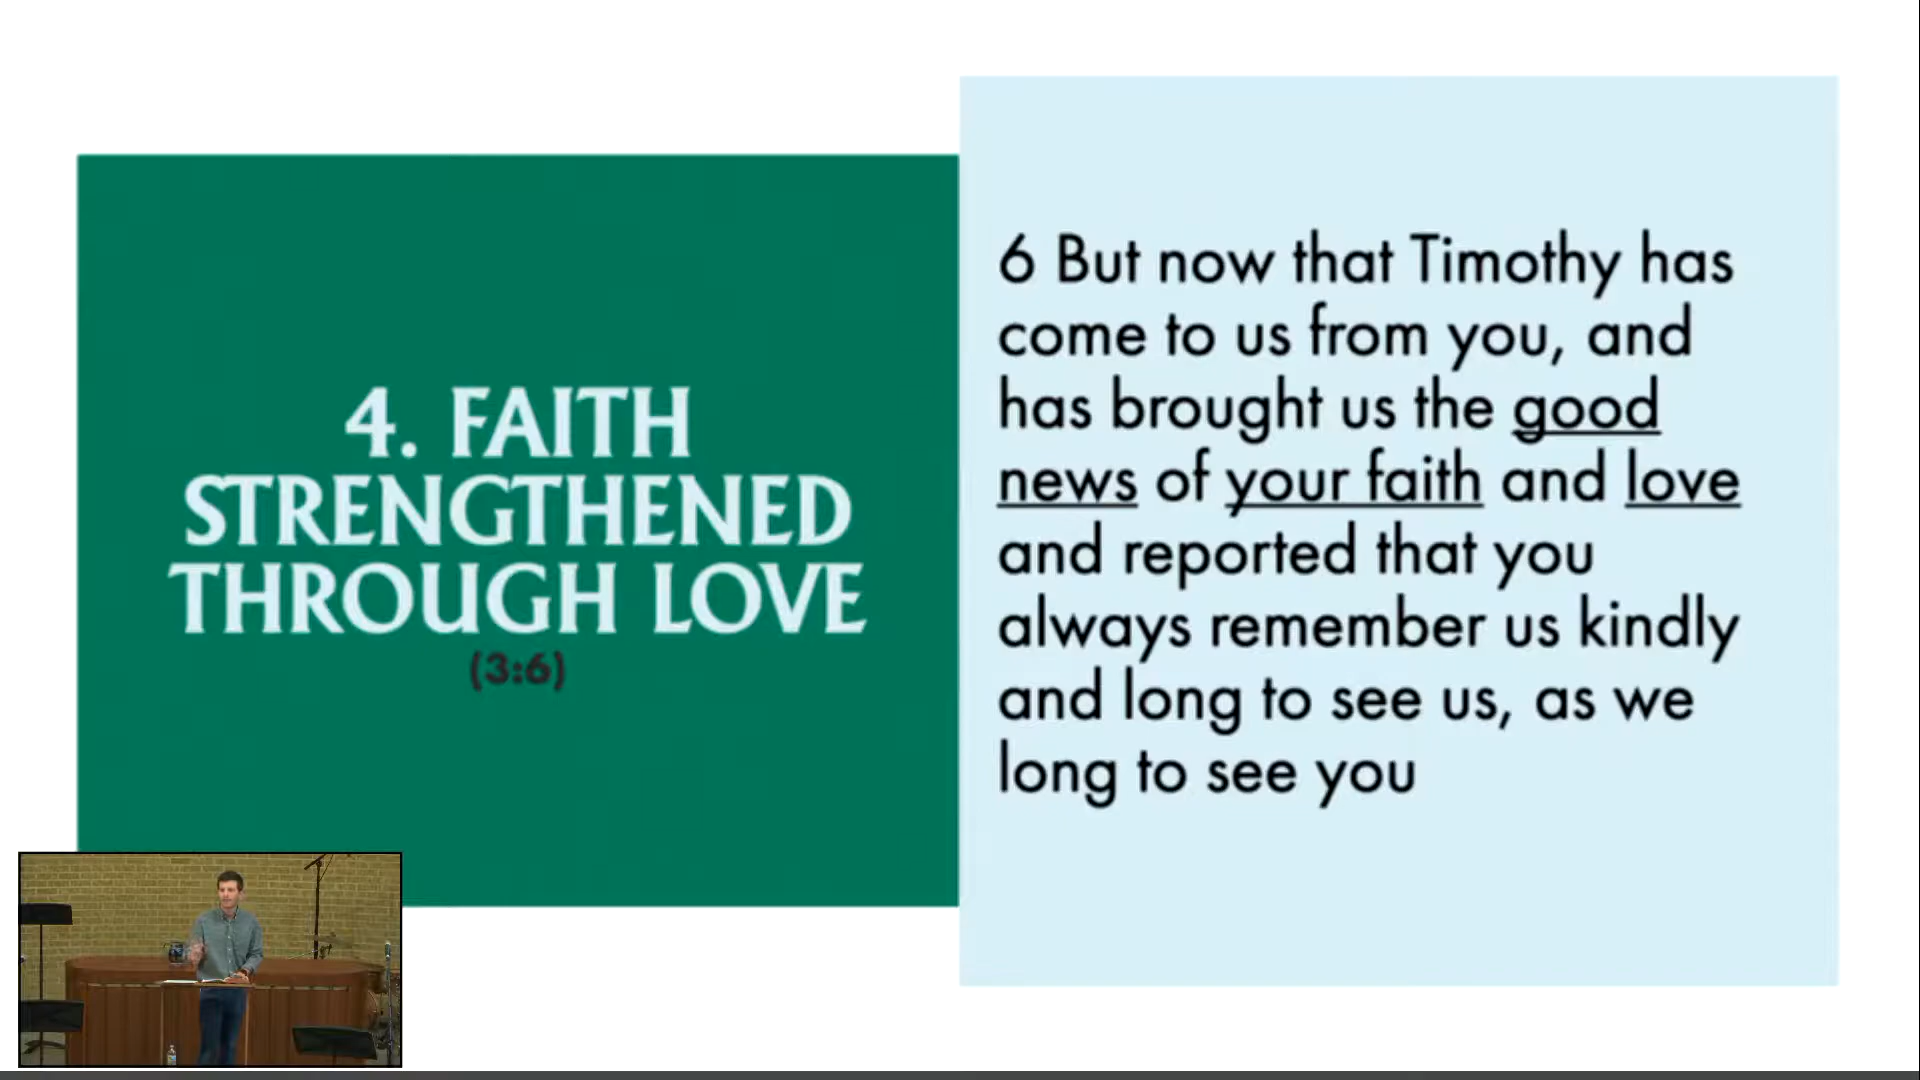 4. FAITH
STRENGTHENED
THROUGH LOVE
(3:6)
6 But now that Timothy has
come to us from you, and
has brought us the good
news of your faith and love
and reported that you
always remember us kindly
and long to see us, as we
long to see you